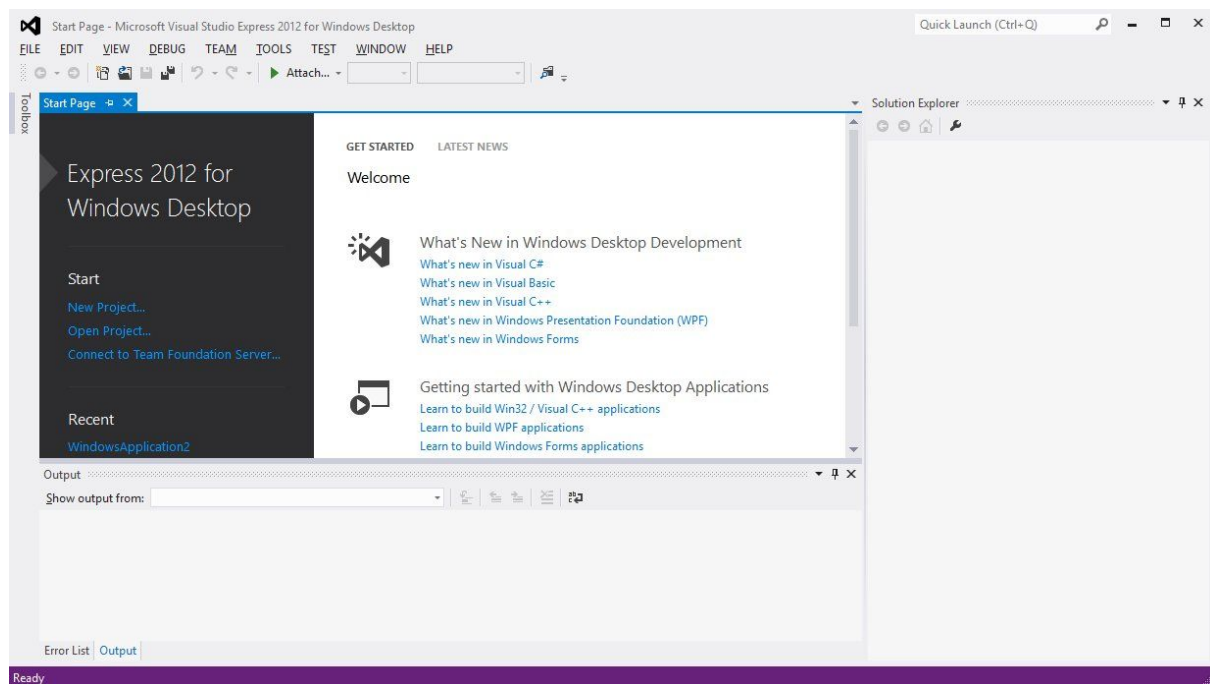 Start Page - Microsoft Visual Studio Express 2012 for Windows Desktop
Quick Launch (Ctrl+Q)
FILE EDIT VIEW DEBUG TEAM TOOLS TEST WINDOW HELP
Attach...
Toolbox
Start Page
Solution Explorer
Express 2012 for
Windows Desktop
Start
New Project...
Open Project...
Connect to Team Foundation Server...
Recent
WindowsApplication2
GET STARTED LATEST NEWS
Welcome
What's New in Windows Desktop Development
What's new in Visual C#
What's new in Visual Basic
What's new in Visual C++
What's new in Windows Presentation Foundation (WPF)
What's new in Windows Forms
Getting started with Windows Desktop Applications
Learn to build Win32 / Visual C++ applications
Learn to build WPF applications
Learn to build Windows Forms applications
Output
Show output from:
Error List Output
Ready